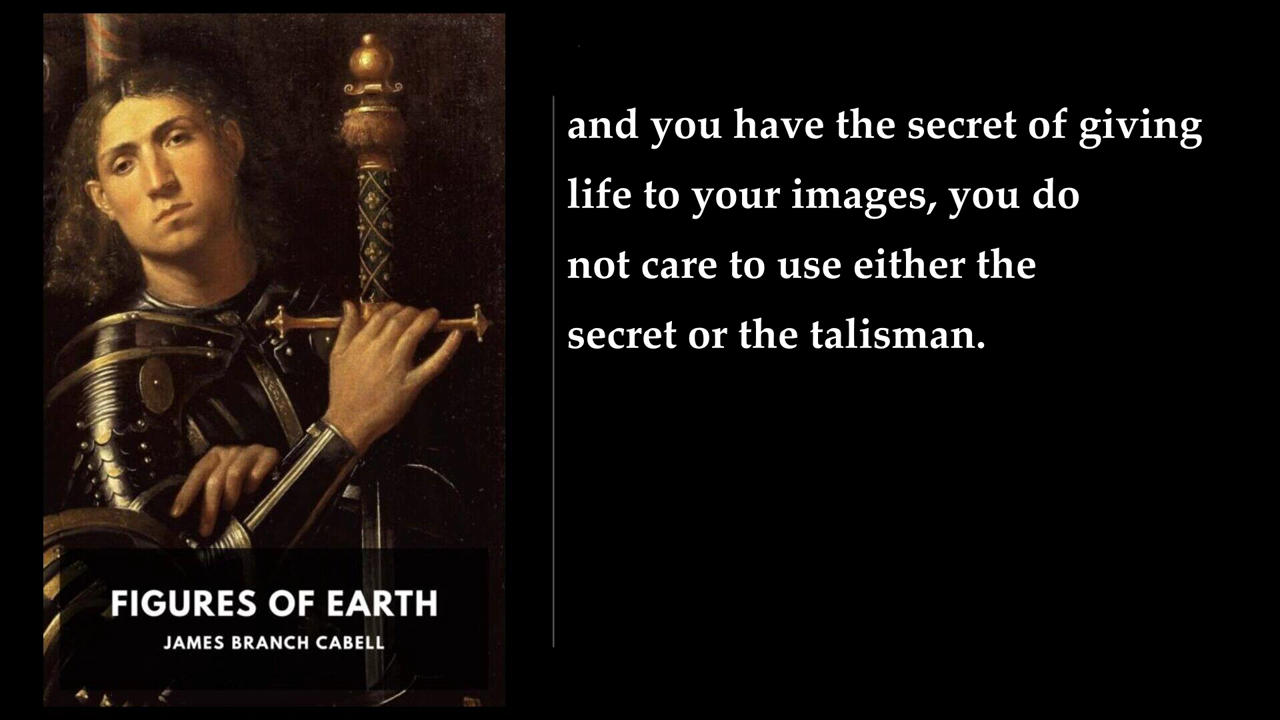 FIGURES OF EARTH
JAMES BRANCH CABELL
and you have the secret of giving
life to your images, you do
not care to use either the
secret or the talisman.